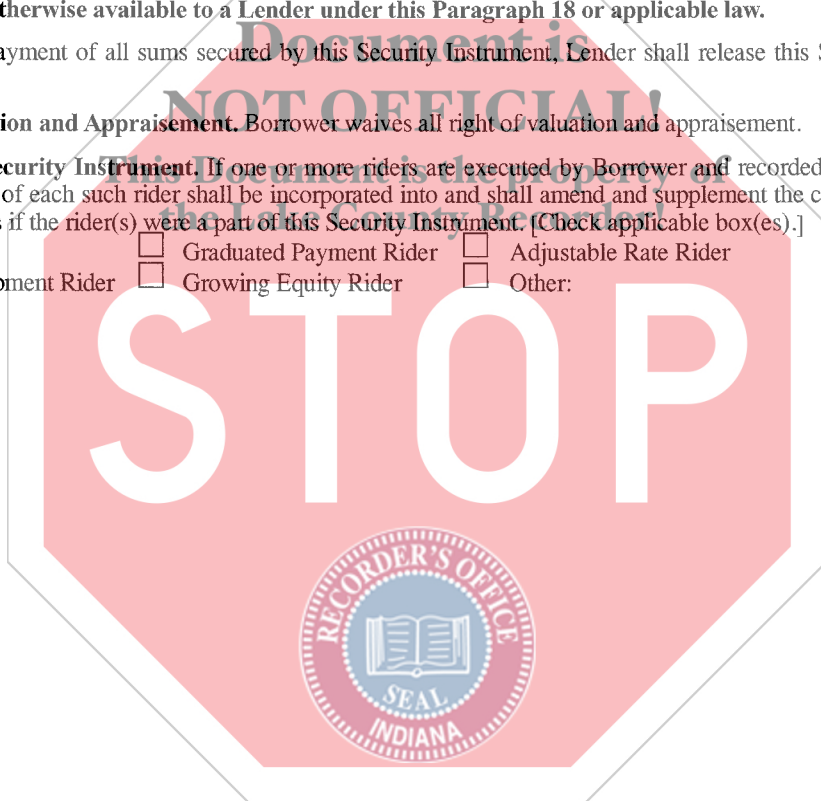 therwise available to a Lender under this Paragraph 18 or applicable law.
Document is
ayment of all sums secured by this Security Instrument, Lender shall release this S
NOT OFFICIAL!
ion and Appraisement. Borrower waives all right of valuation and appraisement.
This Document is the property of
ecurity Instrument. If one or more riders are executed by Borrower and recorded
of each such rider shall be incorporated into and shall amend and supplement the c
the Lake County Recorder!
s if the rider(s) were a part of this Security Instrument. [Check applicable box(es).]
Graduated Payment Rider Adjustable Rate Rider
pment Rider Growing Equity Rider Other:
STOP
RECORDER'S OFFICE
SEAL
INDIANA